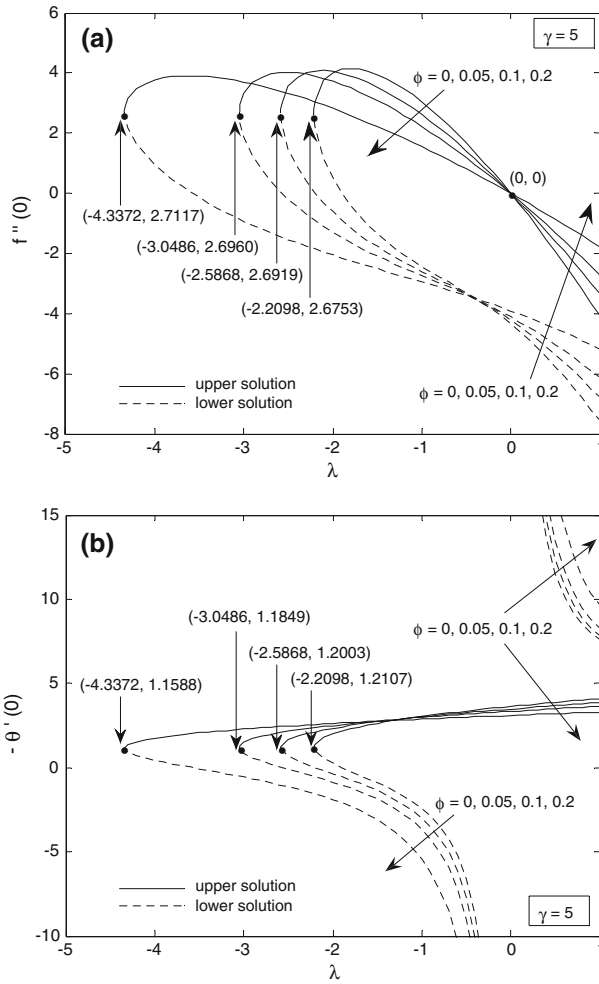 (a)
γ = 5
6
4
2
0
-2
-4
-6
-8
f " (0)
ϕ = 0, 0.05, 0.1, 0.2
(0, 0)
(-4.3372, 2.7117)
(-3.0486, 2.6960)
(-2.5868, 2.6919)
(-2.2098, 2.6753)
ϕ = 0, 0.05, 0.1, 0.2
upper solution
lower solution
-5 -4 -3 -2 -1 0
λ
(b)
15
10
5
0
-5
-10
- θ ' (0)
(-3.0486, 1.1849)
ϕ = 0, 0.05, 0.1, 0.2
(-2.5868, 1.2003)
(-4.3372, 1.1588)
(-2.2098, 1.2107)
ϕ = 0, 0.05, 0.1, 0.2
upper solution
lower solution
γ = 5
-5 -4 -3 -2 -1 0
λ